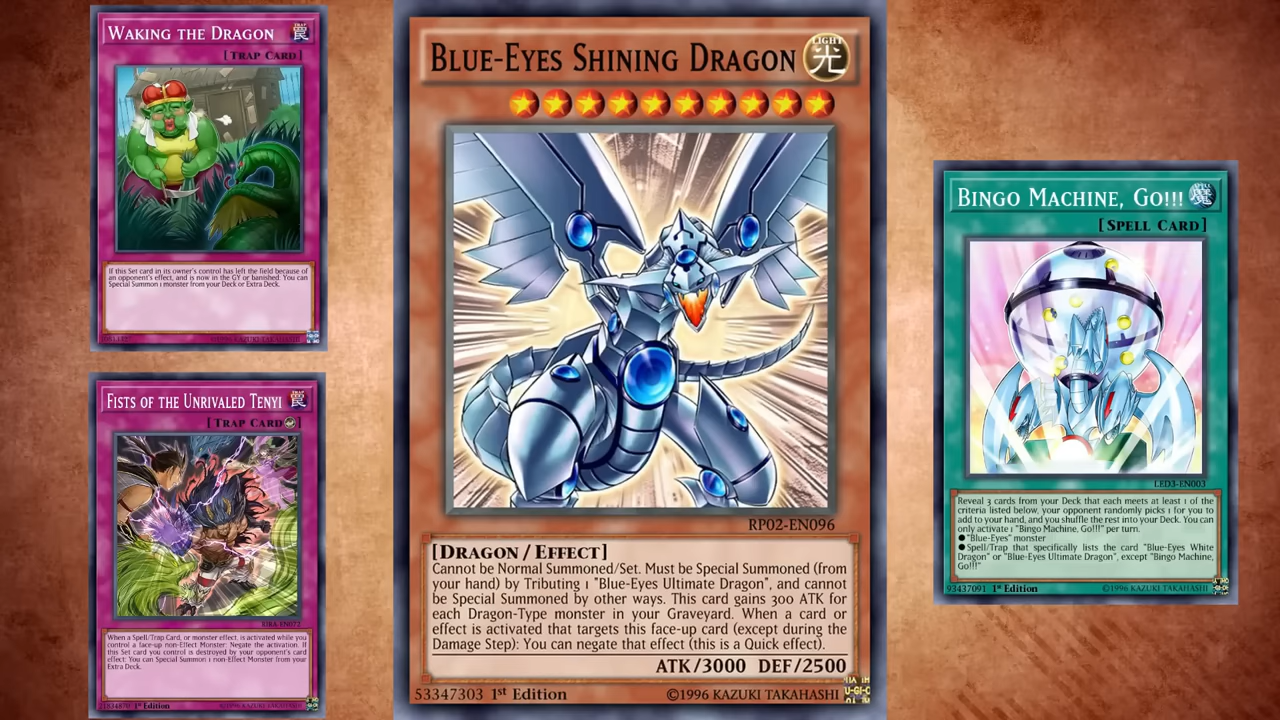 WAKING THE DRAGON
TRAP
罠
[TRAP CARD]
If this Set card in its owner's control has left the field because of
an opponent's effect, and is now in the GY or banished: You can
Special Summon 1 monster from your Deck or Extra Deck.
©1996 KAZUKI TAKAHASHI
FISTS OF THE UNRIVALED TENYI
TRAP
罠
[TRAP CARD]
RIRA-EN072
When a Spell/Trap Card, or monster effect, is activated while you
control a face-up non-Effect Monster: Negate the activation. If
this Set card you control is destroyed by your opponent's card
effect: You can Special Summon 1 non-Effect Monster from your
Extra Deck.
1st Edition
©1996 KAZUKI TAKAHASHI
BLUE-EYES SHINING DRAGON
LIGHT
光
RP02-EN096
[DRAGON / EFFECT]
Cannot be Normal Summoned/Set. Must be Special Summoned (from
your hand) by Tributing 1 "Blue-Eyes Ultimate Dragon", and cannot
be Special Summoned by other ways. This card gains 300 ATK for
each Dragon-Type monster in your Graveyard. When a card or
effect is activated that targets this face-up card (except during the
Damage Step): You can negate that effect (this is a Quick effect).
ATK/3000 DEF/2500
53347303 1st Edition ©1996 KAZUKI TAKAHASHI
BINGO MACHINE, GO!!!
魔
[SPELL CARD]
LED3-EN003
Reveal 3 cards from your Deck that each meets at least 1 of the
criteria listed below, your opponent randomly picks 1 for you to
add to your hand, and you shuffle the rest into your Deck. You can
only activate 1 "Bingo Machine, Go!!!" per turn.
●"Blue-Eyes" monster
●Spell/Trap that specifically lists the card "Blue-Eyes White
Dragon" or "Blue-Eyes Ultimate Dragon", except "Bingo Machine,
Go!!!"
93437091 1st Edition ©1996 KAZUKI TAKAHASHI